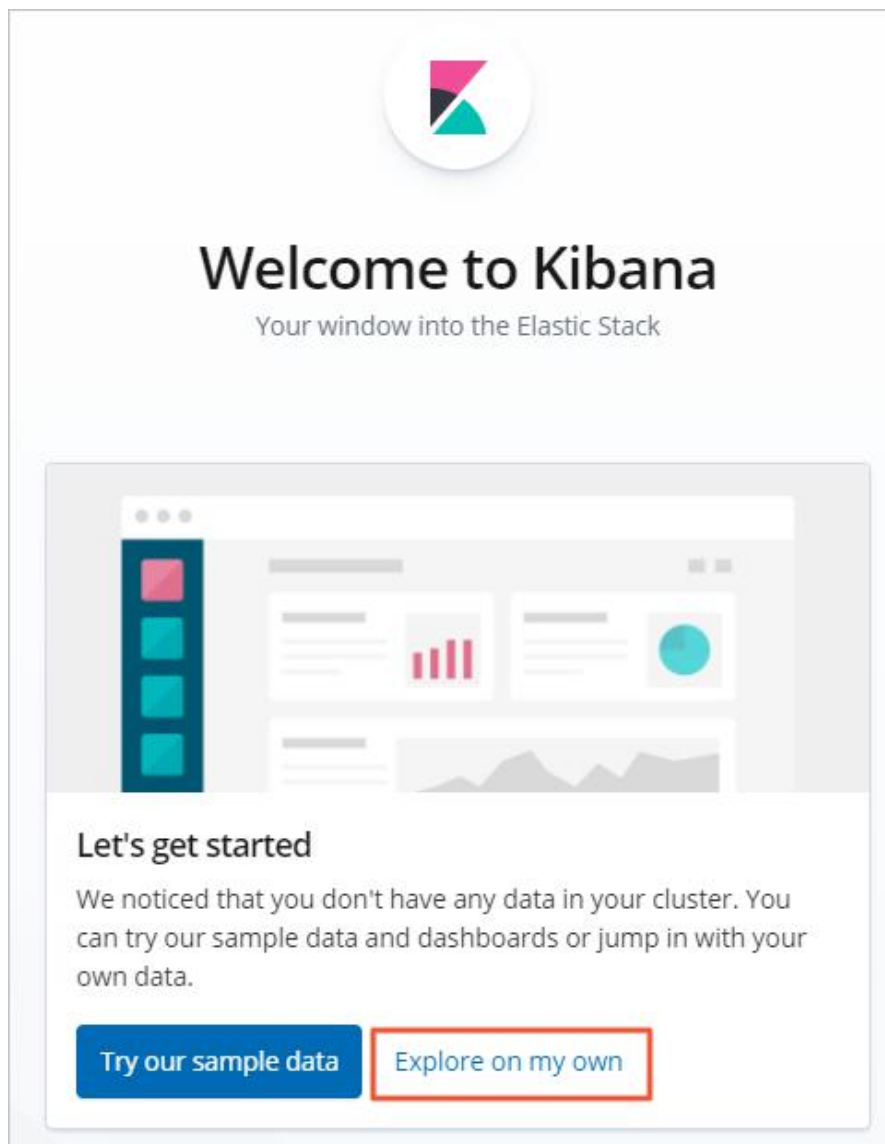 Welcome to Kibana
Your window into the Elastic Stack
Let's get started
We noticed that you don't have any data in your cluster. You
can try our sample data and dashboards or jump in with your
own data.
Try our sample data
Explore on my own